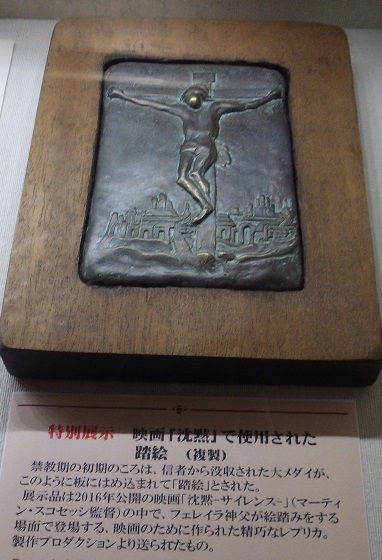 特別展示 映画「沈黙」で使用された
踏絵 （複製）
禁教期の初期のころは、信者から没収された大メダイが、
このように板にはめ込まれて「踏絵」とされた。
展示品は2016年公開の映画「沈黙-サイレンス-」(マーティ
ン・スコセッシ監督)の中で、フェレイラ神父が絵踏みをする
場面で登場する、映画のために作られた精巧なレプリカ。
製作プロダクションより送られたもの。